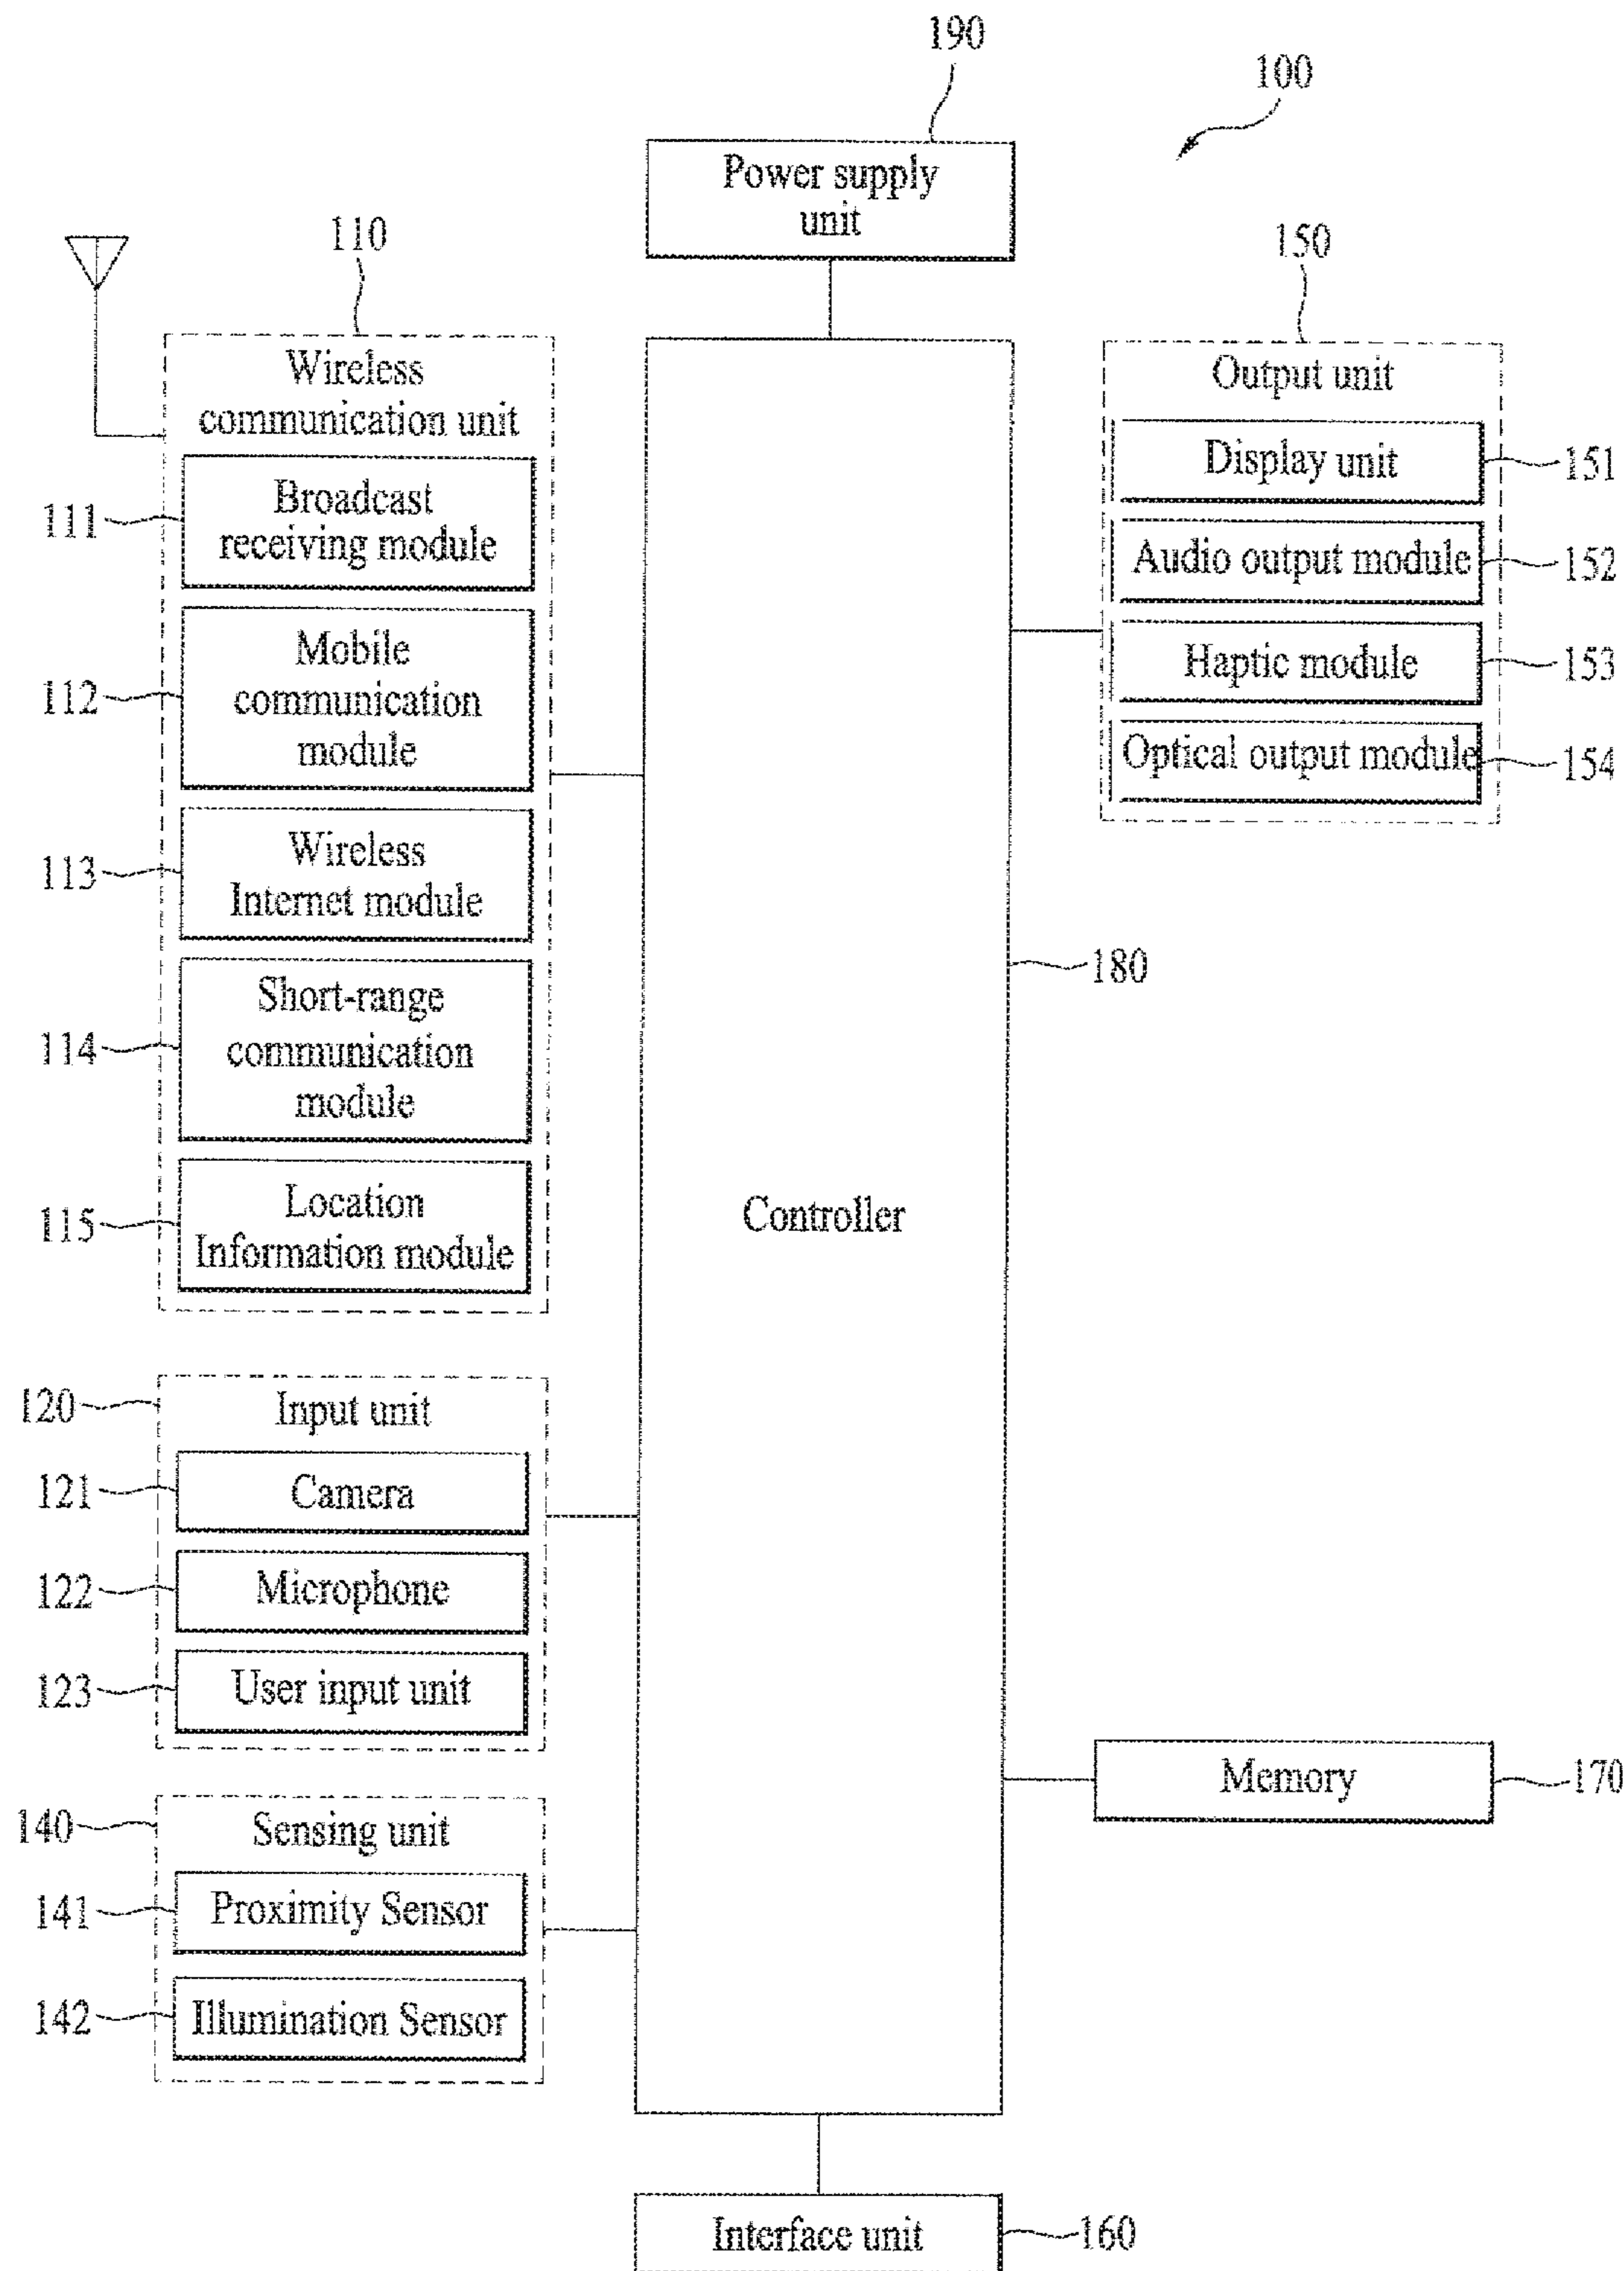 190
100
Power supply
unit
110
150
Wireless
communication unit
Output unit
111
Broadcast
receiving module
Display unit
151
Audio output module
152
112
Mobile
communication
module
Haptic module
153
Optical output module
154
113
Wireless
Internet module
180
114
Short-range
communication
module
115
Location
Information module
Controller
120
Input unit
121
Camera
122
Microphone
123
User input unit
Memory
170
140
Sensing unit
141
Proximity Sensor
142
Illumination Sensor
Interface unit
160